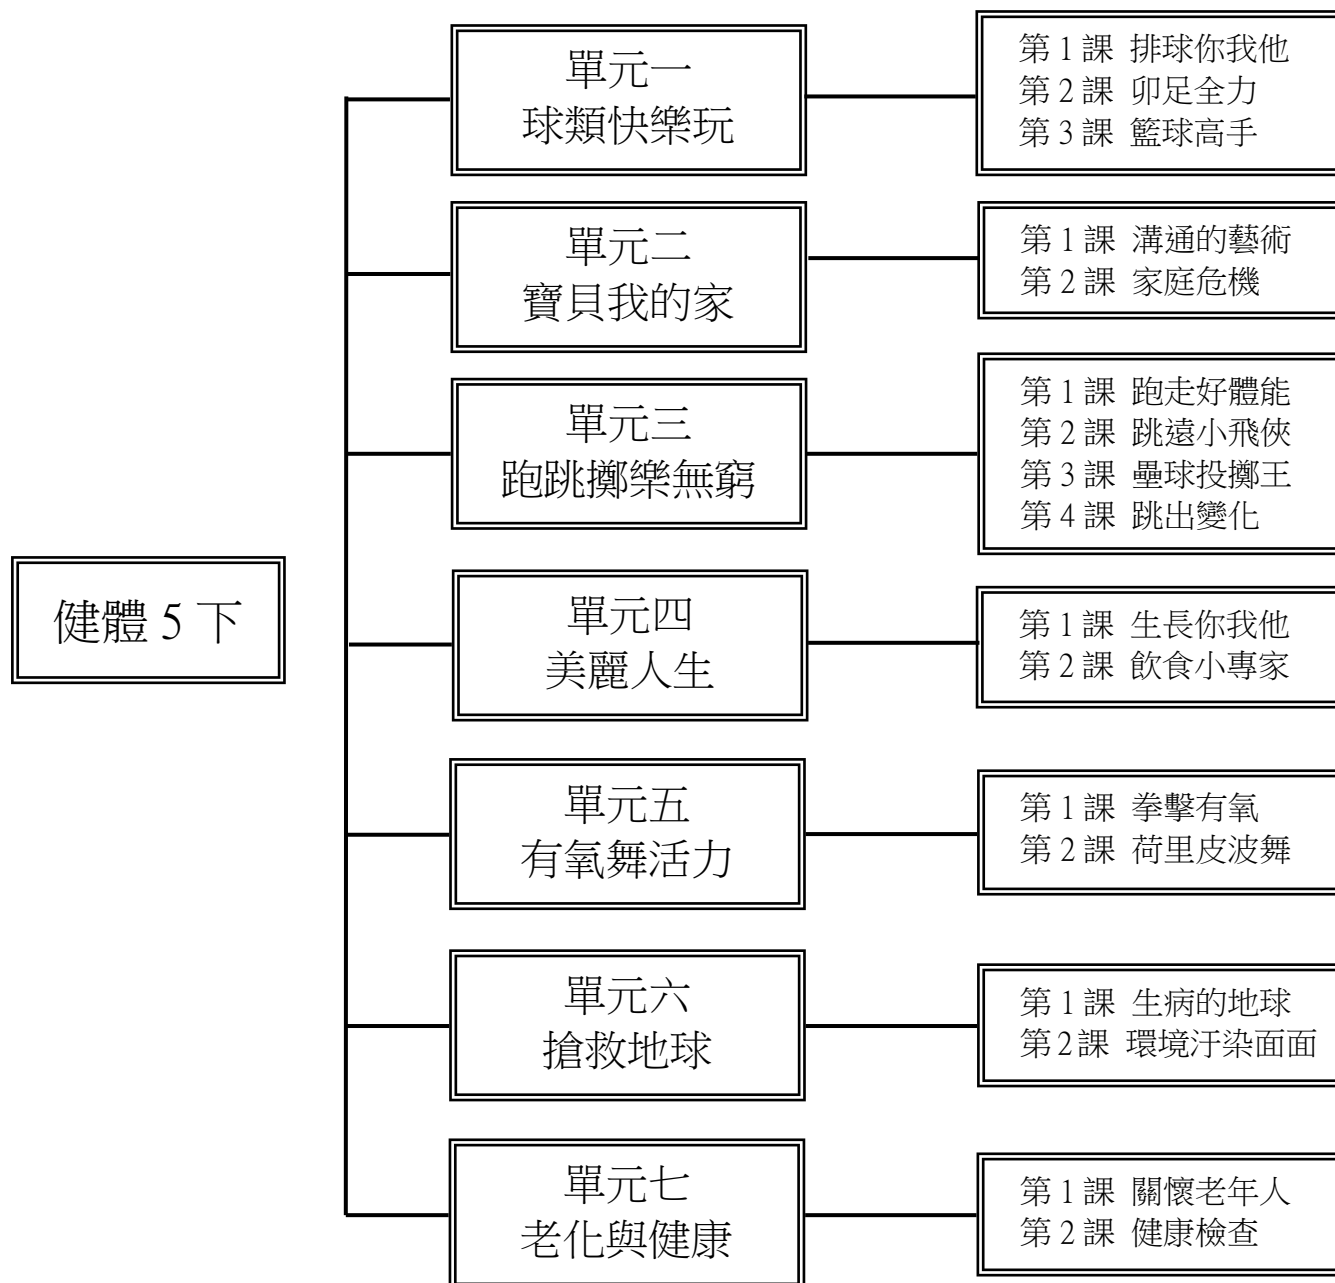 健體 5 下
單元一
球類快樂玩
第 1 課 排球你我他
第 2 課 卯足全力
第 3 課 籃球高手
單元二
寶貝我的家
第 1 課 溝通的藝術
第 2 課 家庭危機
單元三
跑跳擲樂無窮
第 1 課 跑走好體能
第 2 課 跳遠小飛俠
第 3 課 壘球投擲王
第 4 課 跳出變化
單元四
美麗人生
第 1 課 生長你我他
第 2 課 飲食小專家
單元五
有氧舞活力
第 1 課 拳擊有氧
第 2 課 荷里皮波舞
單元六
搶救地球
第 1 課 生病的地球
第2課 環境汙染面面
單元七
老化與健康
第 1 課 關懷老年人
第 2 課 健康檢查